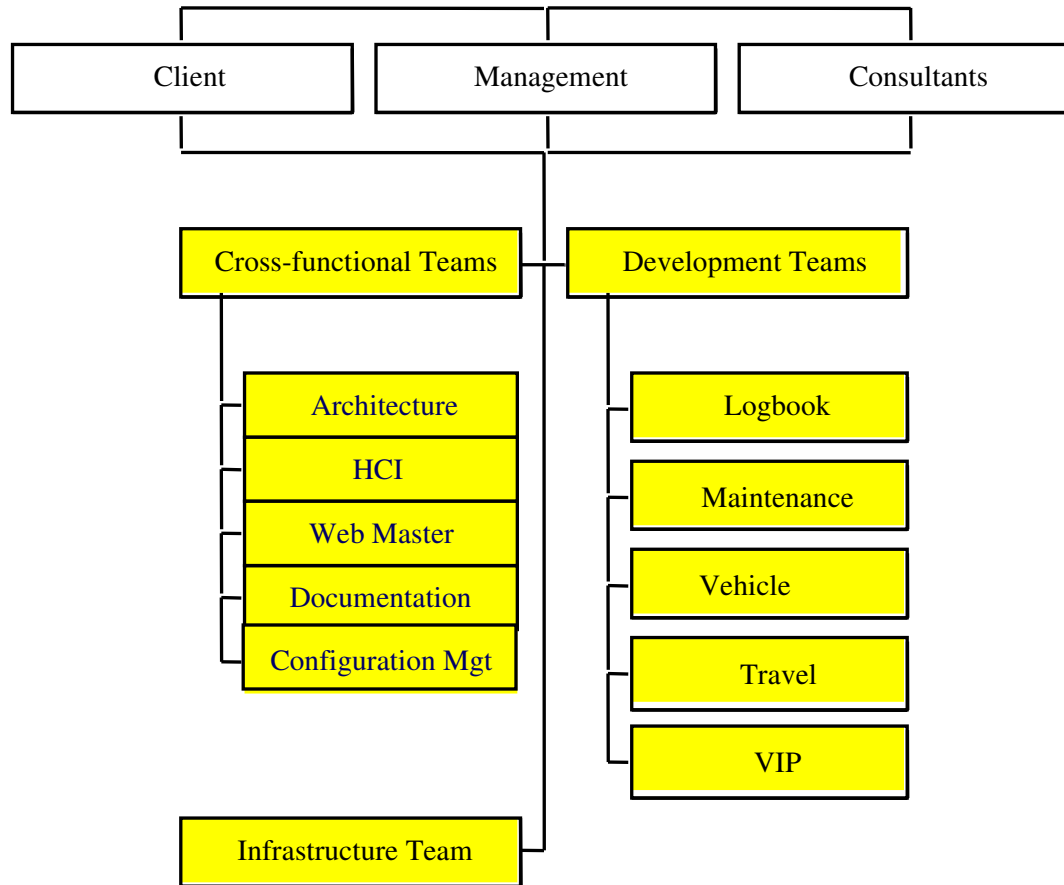 Client
Management
Consultants
Cross-functional Teams
Development Teams
Architecture
HCI
Web Master
Documentation
Configuration Mgt
Logbook
Maintenance
Vehicle
Travel
VIP
Infrastructure Team